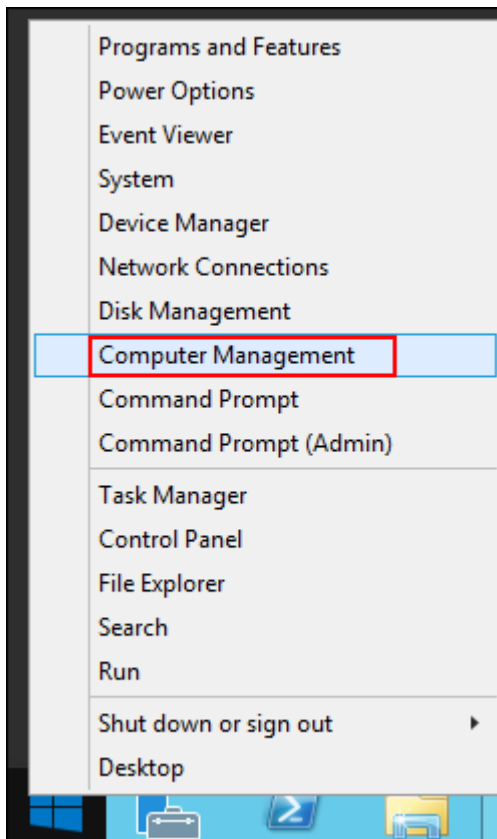 Programs and Features
Power Options
Event Viewer
System
Device Manager
Network Connections
Disk Management
Computer Management
Command Prompt
Command Prompt (Admin)
Task Manager
Control Panel
File Explorer
Search
Run
Shut down or sign out
Desktop